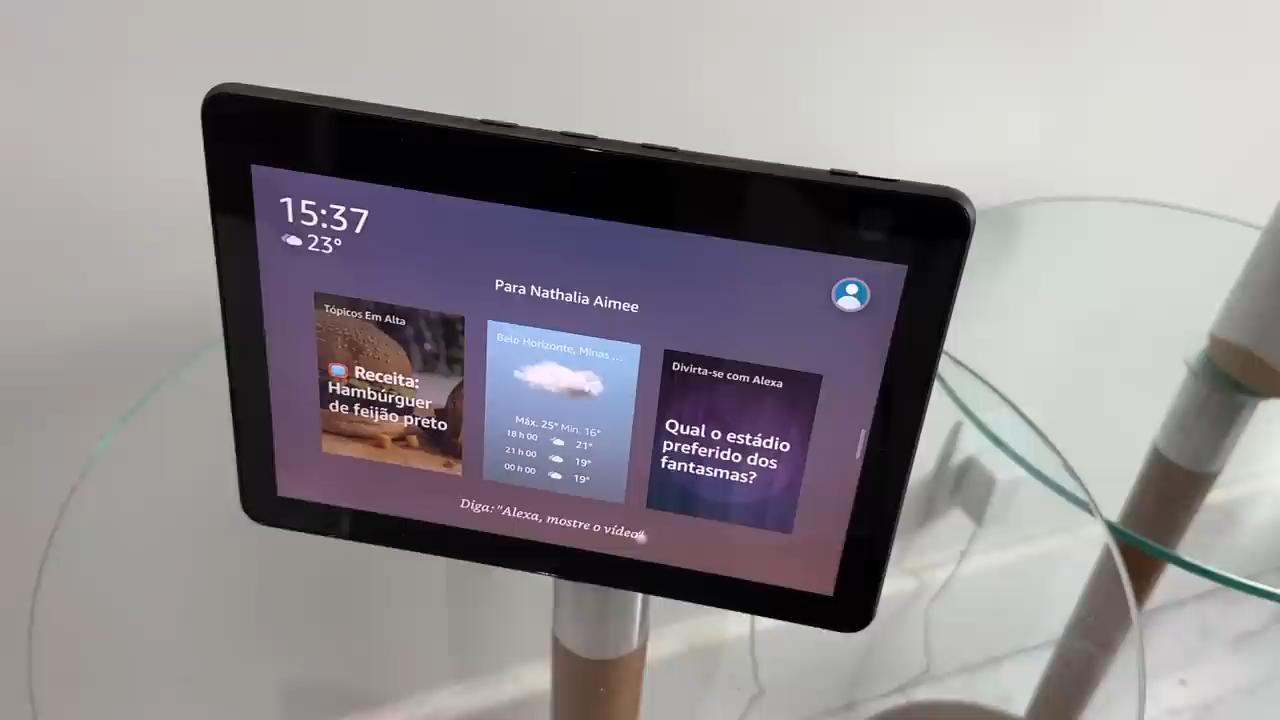 15:37
23°
Para Nathalia Aimee
Tópicos Em Alta
Receita:
Hambúrguer
de feijão preto
Belo Horizonte, Minas ...
Máx. 25° Mín. 16°
18 h 00 21°
21 h 00 19°
00 h 00 19°
Divirta-se com Alexa
Qual o estádio
preferido dos
fantasmas?
Diga: "Alexa, mostre o vídeo"